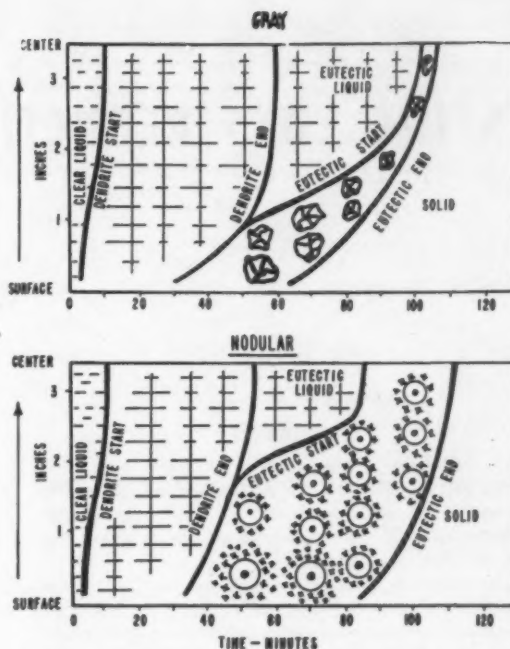 GRAY
CENTER
3
2
1
INCHES
SURFACE
CLEAR LIQUID
DENDRITE START
DENDRITE END
EUTECTIC LIQUID
EUTECTIC START
EUTECTIC END
SOLID
0 20 40 60 80 100 120
NODULAR
CENTER
3
2
1
INCHES
SURFACE
CLEAR LIQUID
DENDRITE START
DENDRITE END
EUTECTIC LIQUID
EUTECTIC START
EUTECTIC END
SOLID
0 20 40 60 80 100 120
TIME — MINUTES